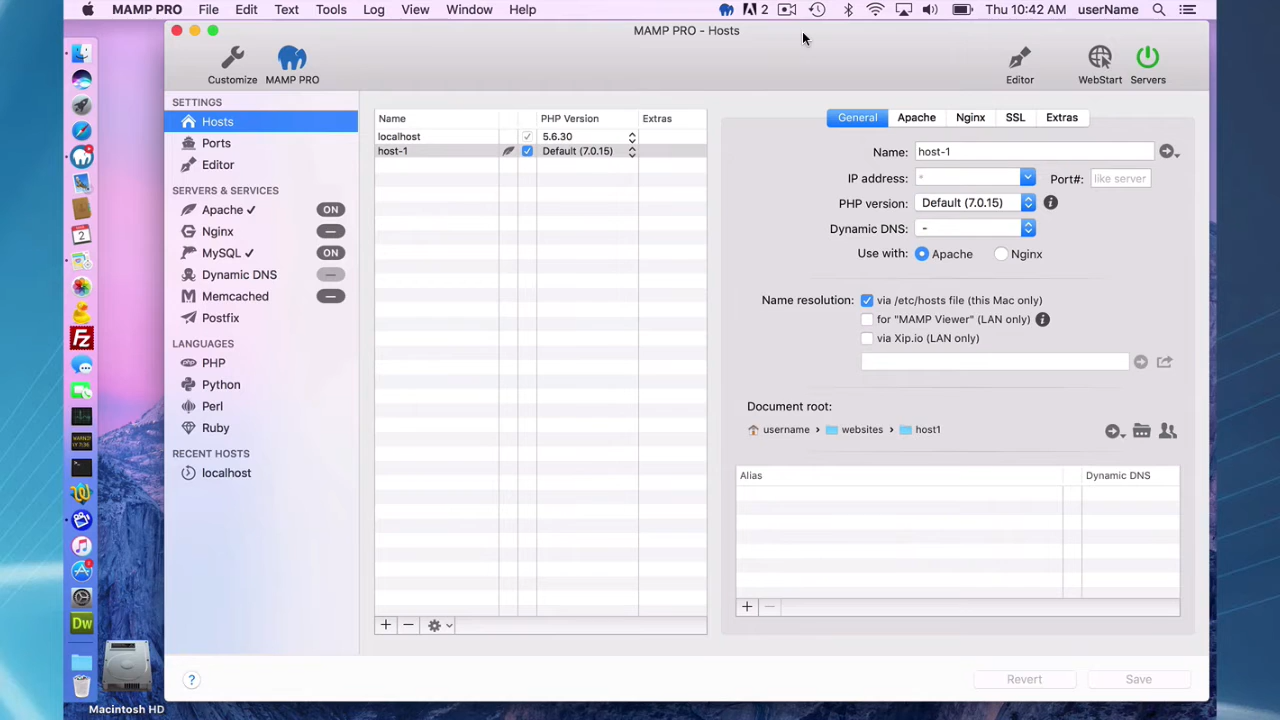 MAMP PRO File Edit Text Tools Log View Window Help 2 Thu 10:42 AM userName
MAMP PRO - Hosts
Customize MAMP PRO Editor WebStart Servers
SETTINGS
Hosts
Ports
Editor
SERVERS & SERVICES
Apache ✓ ON
Nginx
MySQL ✓ ON
Dynamic DNS
Memcached
Postfix
LANGUAGES
PHP
Python
Perl
Ruby
RECENT HOSTS
localhost
Name PHP Version Extras
localhost 5.6.30
host-1 Default (7.0.15)
General Apache Nginx SSL Extras
Name: host-1
IP address: * Port#: like server
PHP version: Default (7.0.15)
Dynamic DNS: -
Use with: Apache Nginx
Name resolution: via /etc/hosts file (this Mac only)
for "MAMP Viewer" (LAN only)
via Xip.io (LAN only)
Document root:
username › websites › host1
Alias Dynamic DNS
Revert Save
Dw
Macintosh HD